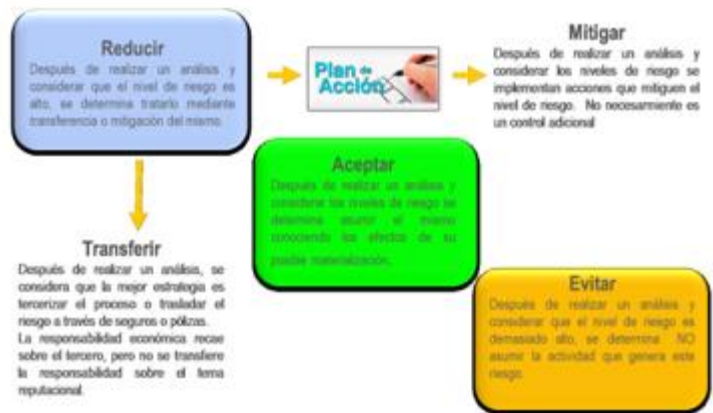 Reducir
Después de realizar un análisis y
considerar que el nivel de riesgo es
alto, se determina tratarlo mediante
transferencia o mitigación del mismo.
Plan de
Acción
Mitigar
Después de realizar un análisis y
considerar los niveles de riesgo se
implementan acciones que mitiguen el
nivel de riesgo. No necesariamente es
un control adicional
Aceptar
Después de realizar un análisis y
considerar los niveles de riesgo se
determina asumir el mismo
conociendo los efectos de su
posible materialización.
Transferir
Después de realizar un análisis, se
considera que la mejor estrategia es
tercerizar el proceso o trasladar el
riesgo a través de seguros o pólizas.
La responsabilidad económica recae
sobre el tercero, pero no se transfiere
la responsabilidad sobre el tema
reputacional.
Evitar
Después de realizar un análisis y
considerar que el nivel de riesgo es
demasiado alto, se determina NO
asumir la actividad que genera este
riesgo.